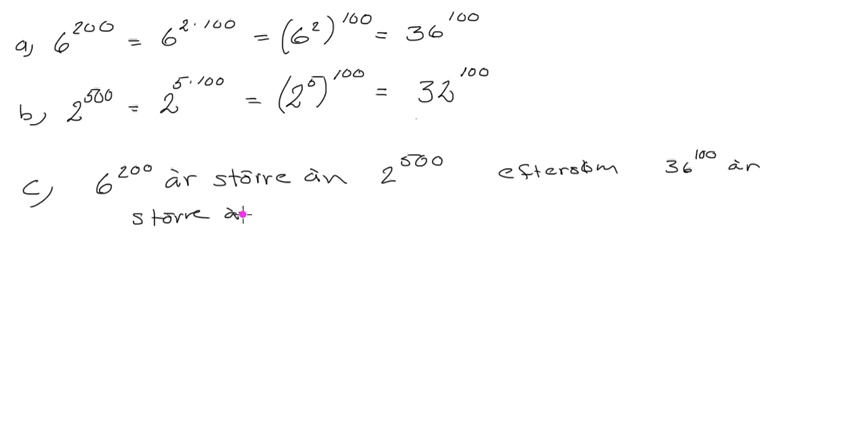 a) 6^200 = 6^2·100 = (6^2)^100 = 36^100
b) 2^500 = 2^5·100 = (2^5)^100 = 32^100
c) 6^200 är större än 2^500 eftersom 36^100 är
större